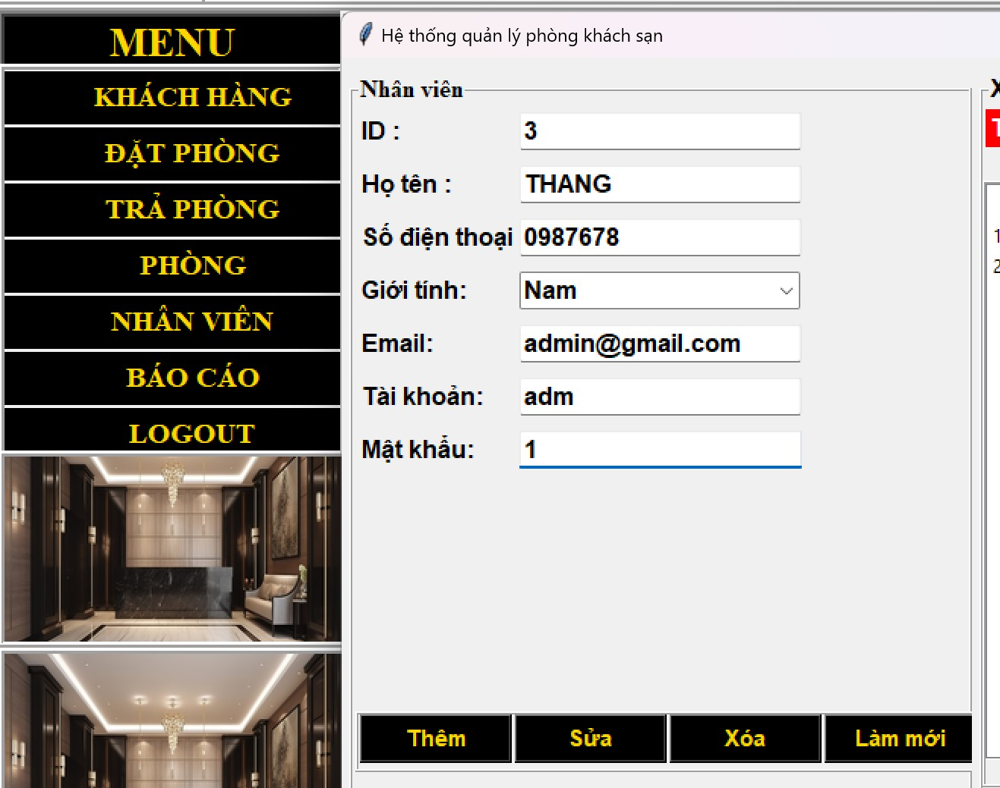 MENU
KHÁCH HÀNG
ĐẶT PHÒNG
TRẢ PHÒNG
PHÒNG
NHÂN VIÊN
BÁO CÁO
LOGOUT
Hệ thống quản lý phòng khách sạn
Nhân viên
ID : 3
Họ tên : THANG
Số điện thoại 0987678
Giới tính: Nam
Email: admin@gmail.com
Tài khoản: adm
Mật khẩu: 1
Thêm Sửa Xóa Làm mới
1
2